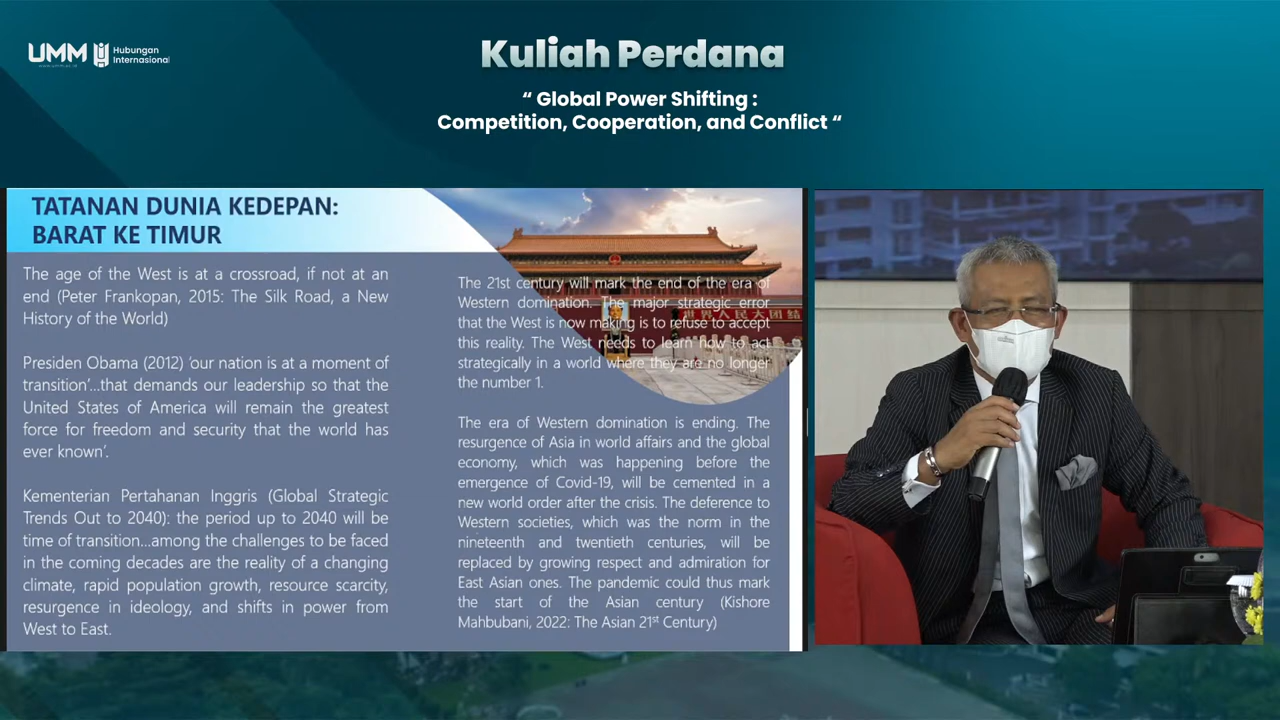 UMM
Hubungan
Internasional
Kuliah Perdana
“ Global Power Shifting :
Competition, Cooperation, and Conflict “
TATANAN DUNIA KEDEPAN:
BARAT KE TIMUR
The age of the West is at a crossroad, if not at an
end (Peter Frankopan, 2015: The Silk Road, a New
History of the World)
Presiden Obama (2012) ‘our nation is at a moment of
transition’...that demands our leadership so that the
United States of America will remain the greatest
force for freedom and security that the world has
ever known’.
Kementerian Pertahanan Inggris (Global Strategic
Trends Out to 2040): the period up to 2040 will be
time of transition...among the challenges to be faced
in the coming decades are the reality of a changing
climate, rapid population growth, resource scarcity,
resurgence in ideology, and shifts in power from
West to East.
The 21st century will mark the end of the era of
Western domination. The major strategic error
that the West is now making is to refuse to accept
this reality. The West needs to learn how to act
strategically in a world where they are no longer
the number 1.
The era of Western domination is ending. The
resurgence of Asia in world affairs and the global
economy, which was happening before the
emergence of Covid-19, will be cemented in a
new world order after the crisis. The deference to
Western societies, which was the norm in the
nineteenth and twentieth centuries, will be
replaced by growing respect and admiration for
East Asian ones. The pandemic could thus mark
the start of the Asian century (Kishore
Mahbubani, 2022: The Asian 21st Century)
世界人民大团结